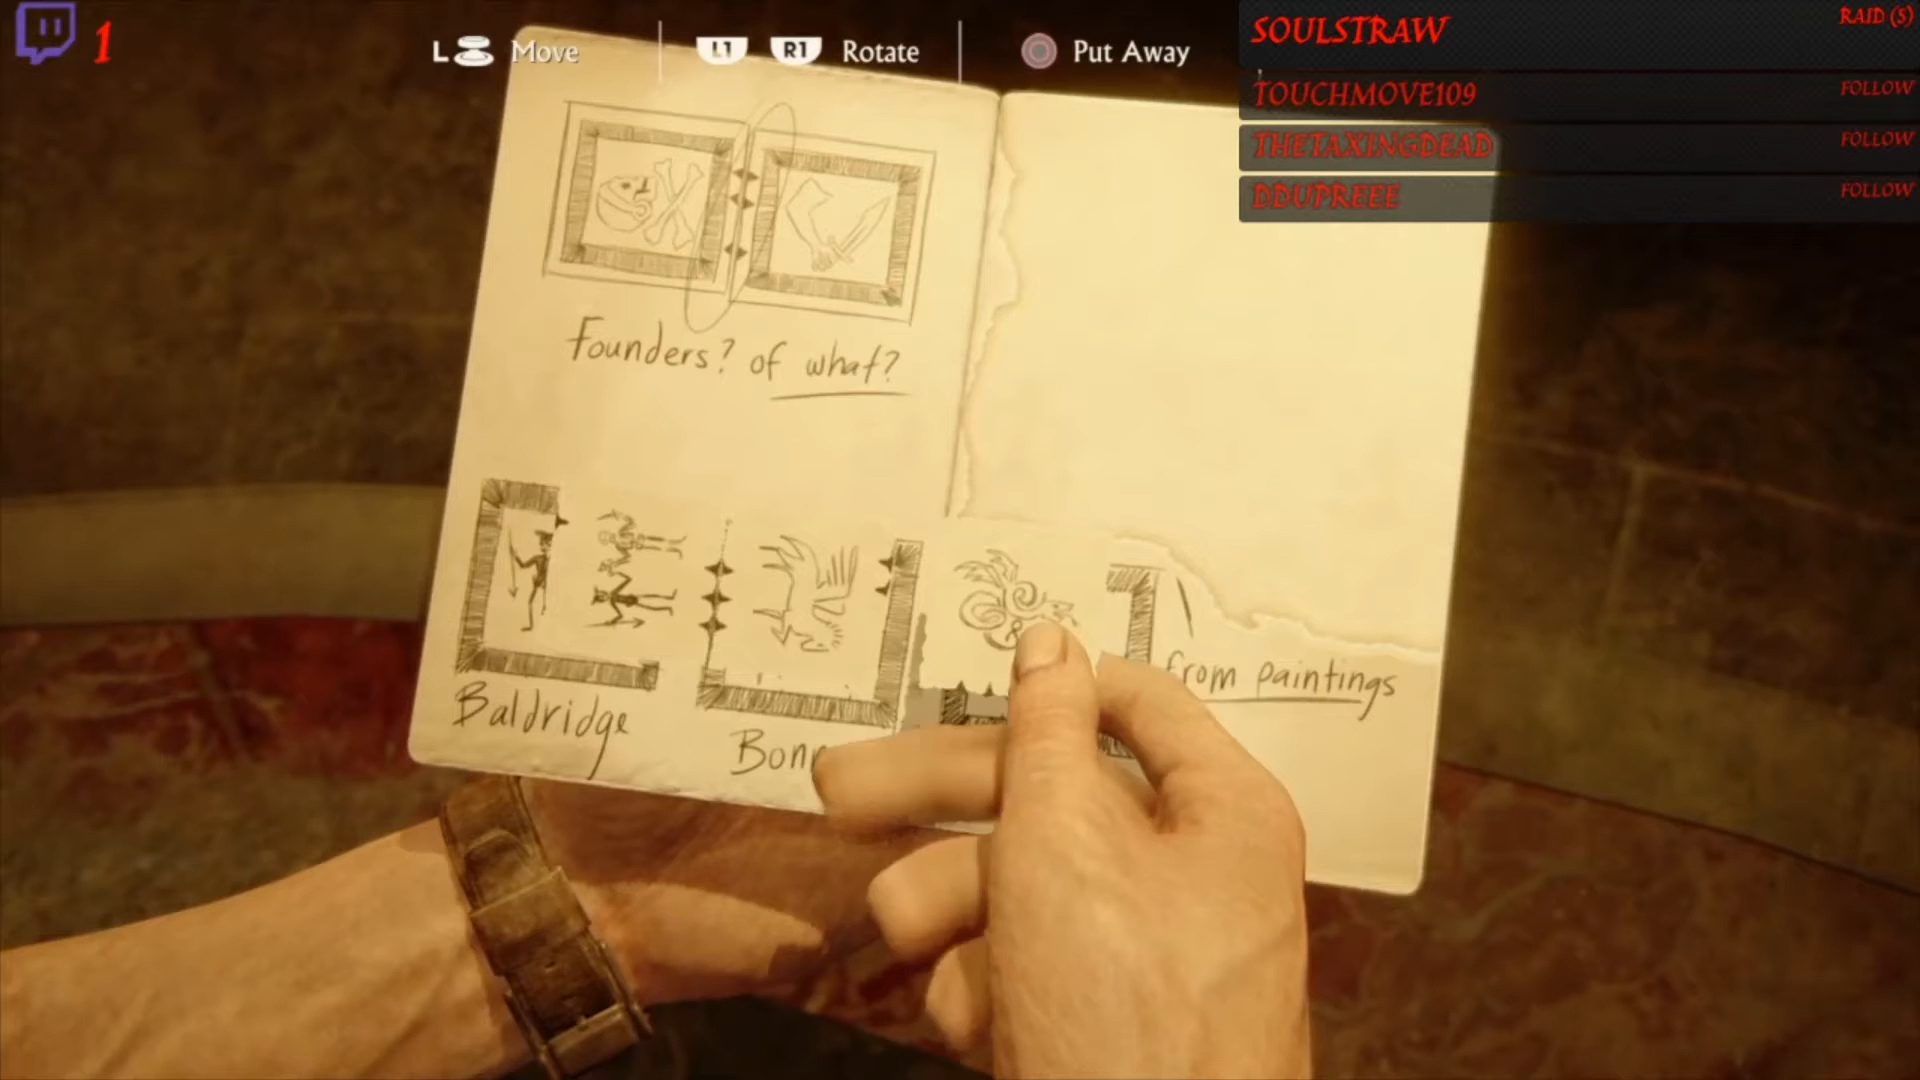 1
L Move
L1 R1 Rotate
Put Away
SOULSTRAW RAID (5)
TOUCHMOVE109 FOLLOW
THETAXINGDEAD FOLLOW
DDUPREEE FOLLOW
Founders? of what?
from paintings
Baldridge